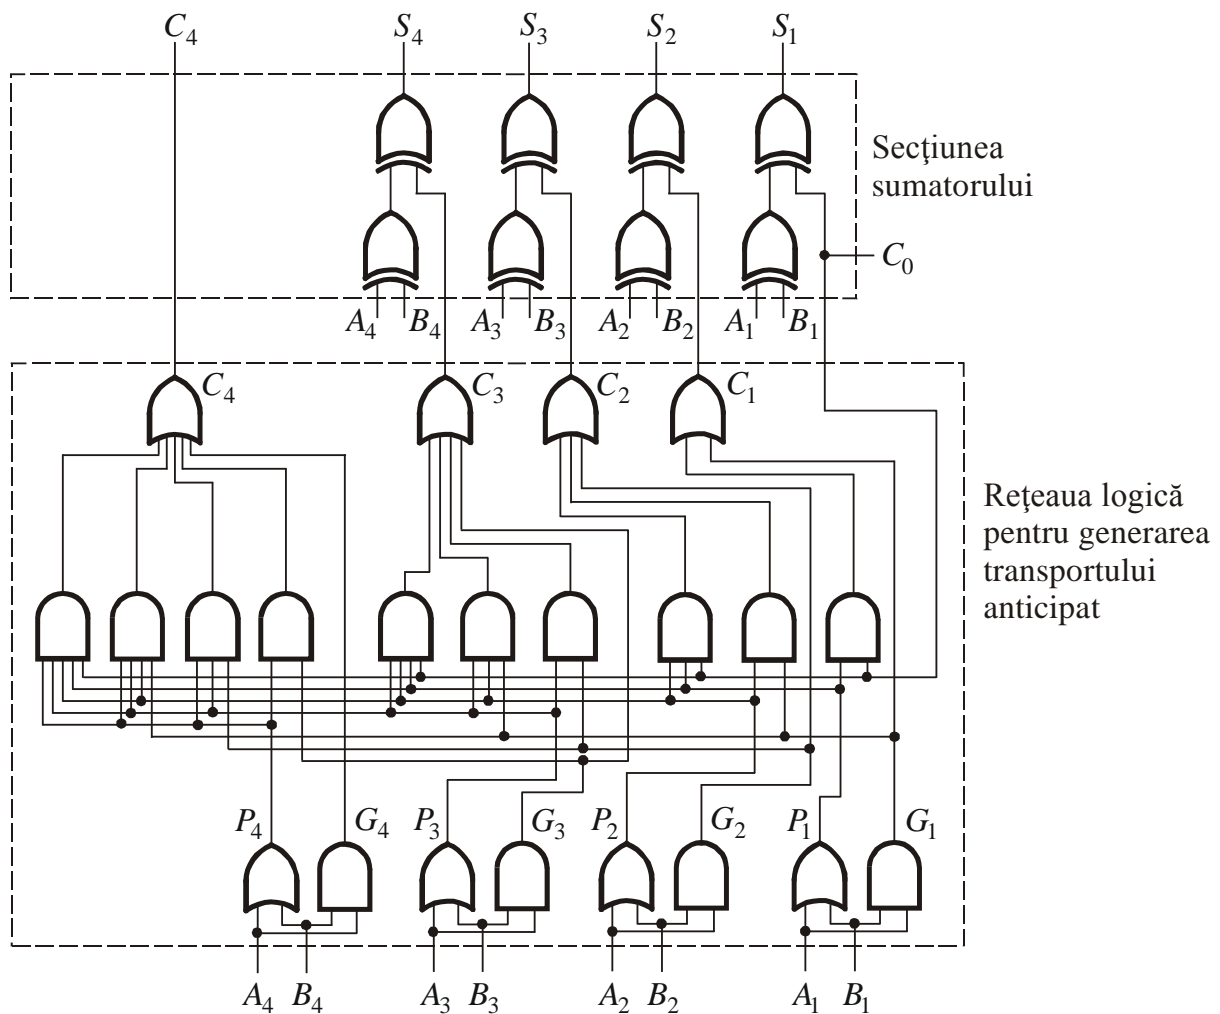 C4 S4 S3 S2 S1
Secţiunea
sumatorului
C0
A4 B4 A3 B3 A2 B2 A1 B1
C4 C3 C2 C1
Reţeaua logică
pentru generarea
transportului
anticipat
P4 G4 P3 G3 P2 G2 P1 G1
A4 B4 A3 B3 A2 B2 A1 B1